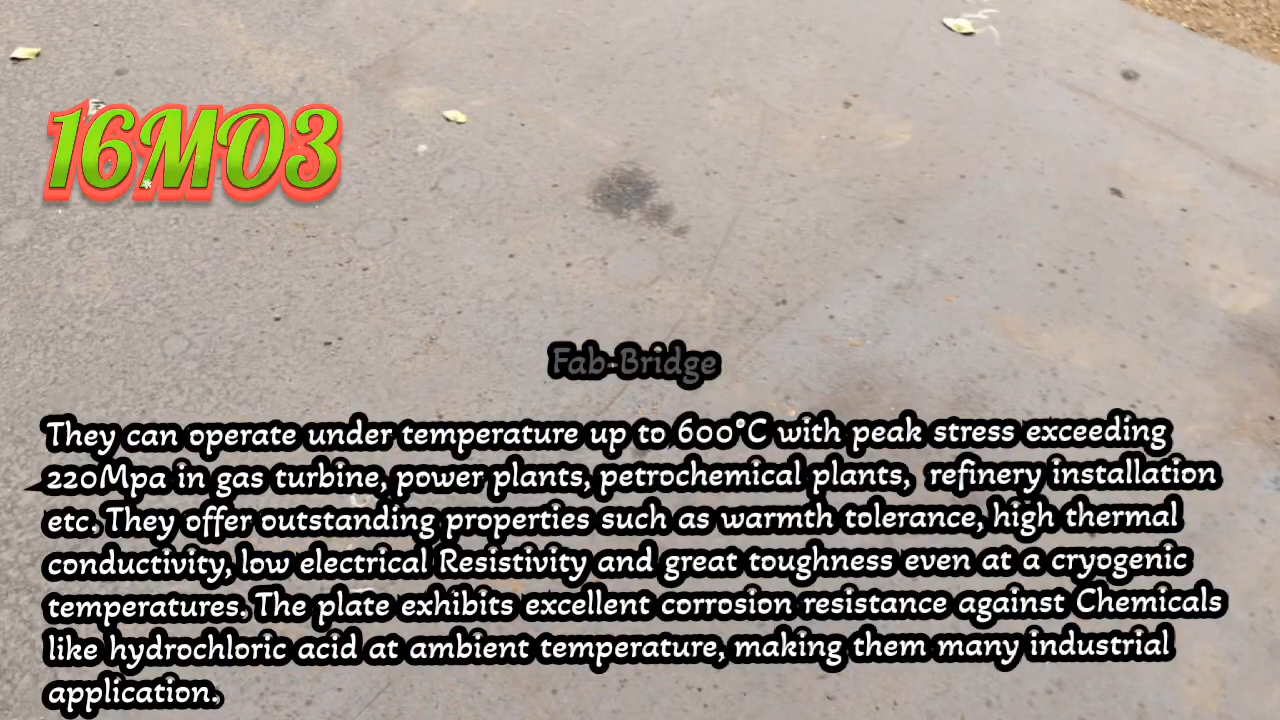 16MO3
Fab-Bridge
They can operate under temperature up to 600°C with peak stress exceeding
220Mpa in gas turbine, power plants, petrochemical plants, refinery installation
etc. They offer outstanding properties such as warmth tolerance, high thermal
conductivity, low electrical Resistivity and great toughness even at a cryogenic
temperatures. The plate exhibits excellent corrosion resistance against Chemicals
like hydrochloric acid at ambient temperature, making them many industrial
application.